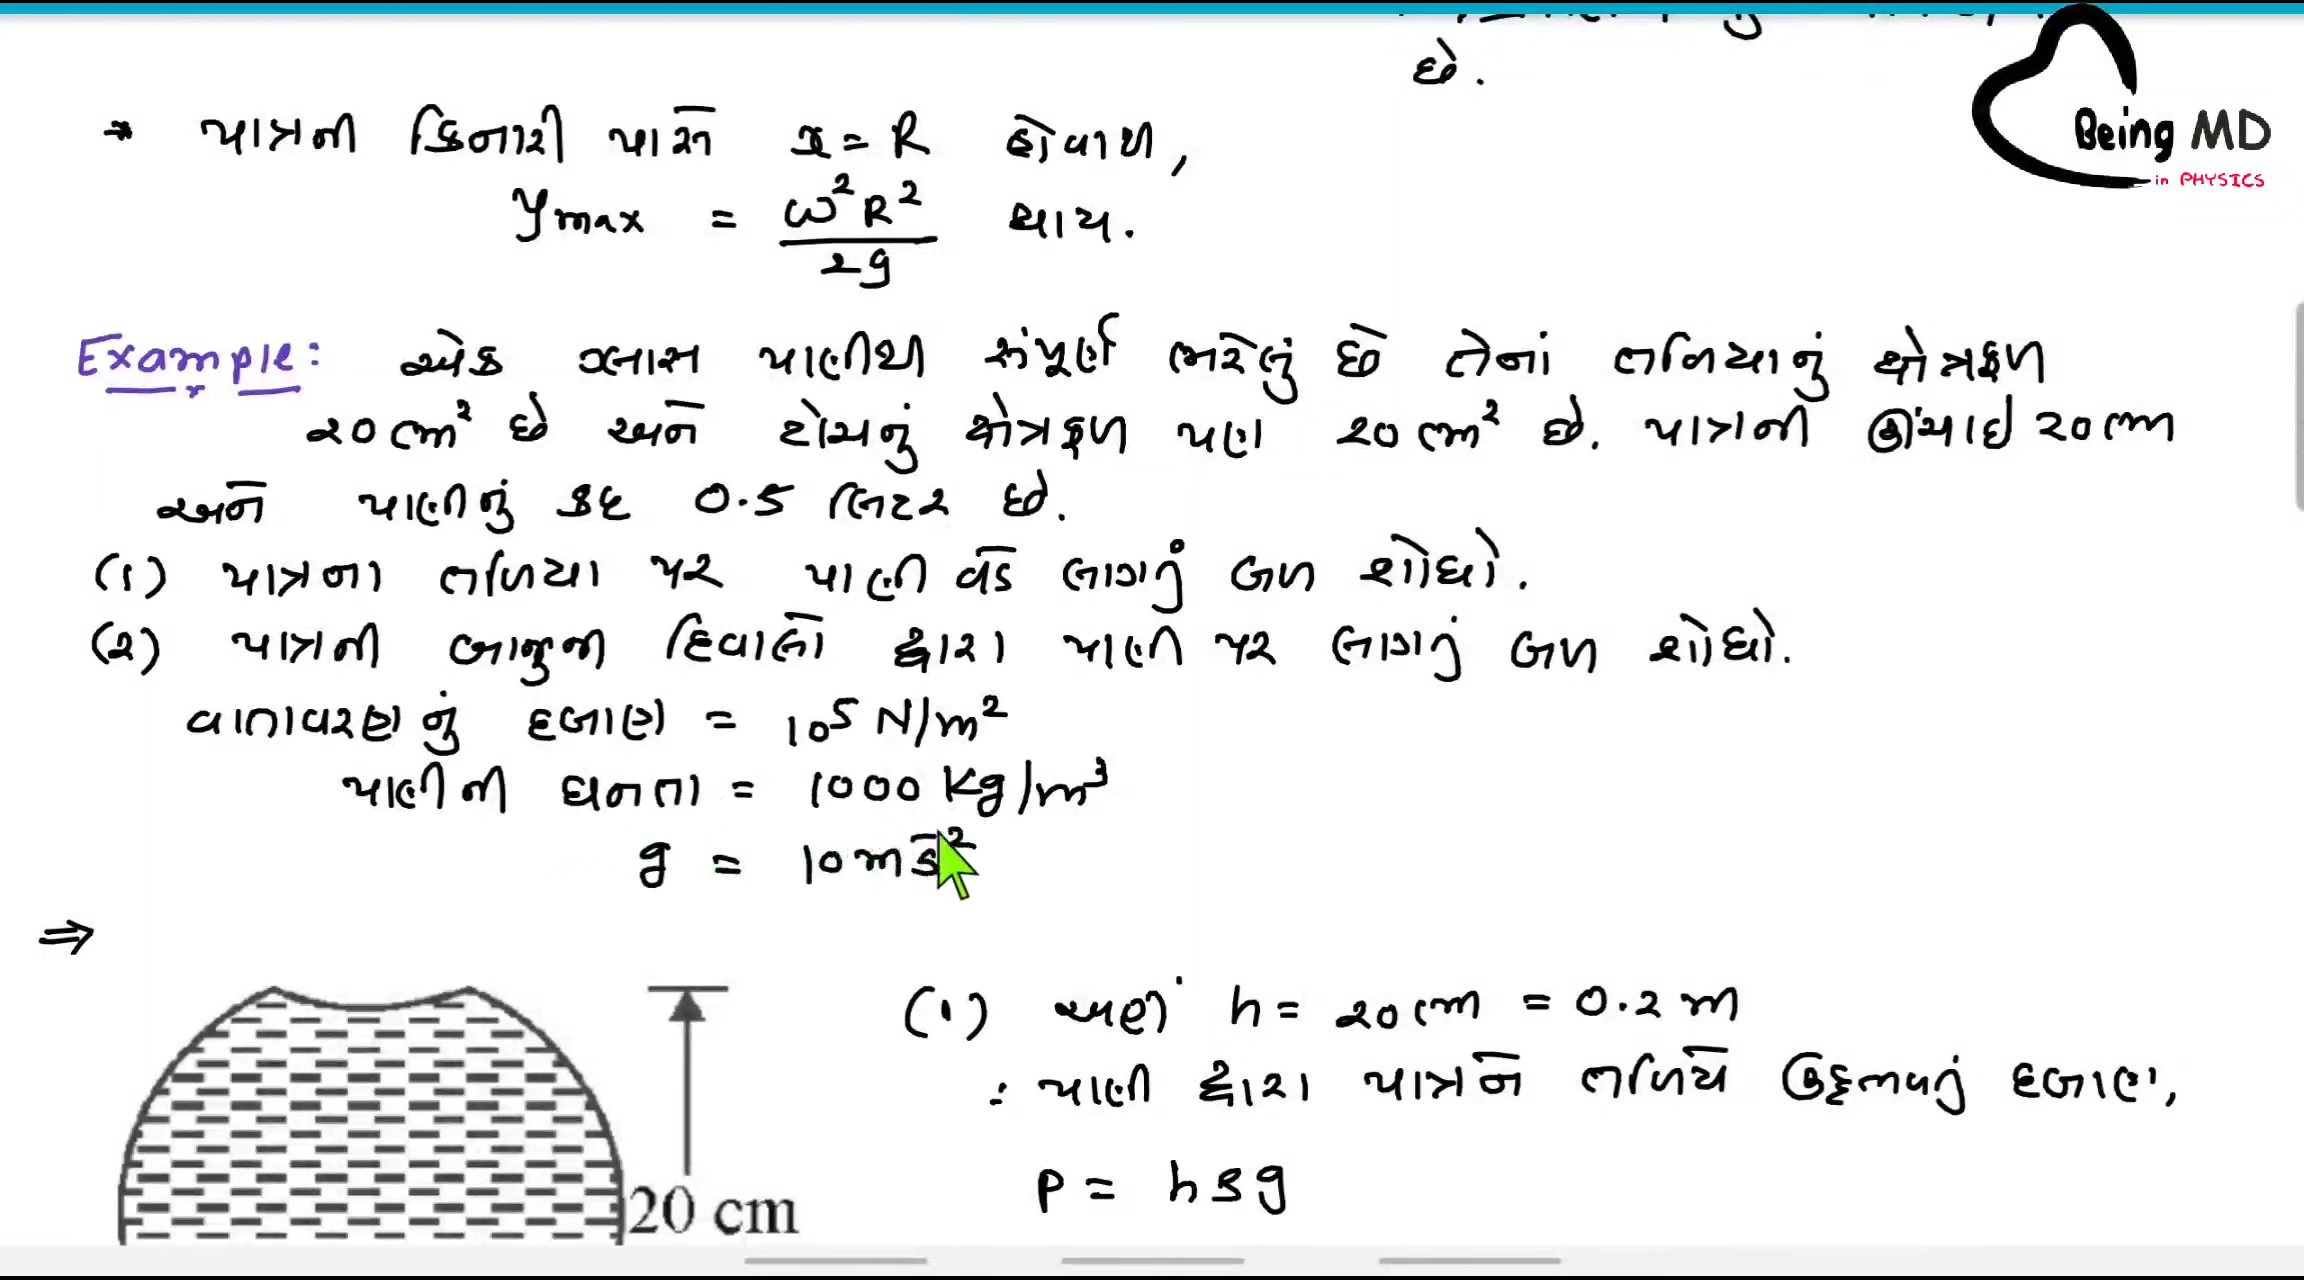 છે.
Being MD
in PHYSICS
* પાત્રની કિનારી પાસે x = R હોવાથી,
ymax = ω²R²/2g થાય.
Example: એક ગ્લાસ પાણીથી સંપૂર્ણ ભરેલું છે તેનાં તળિયાનું ક્ષેત્રફળ
20 cm² છે અને ટોચનું ક્ષેત્રફળ પણ 20 cm² છે. પાત્રની ઊંચાઇ 20 cm
અને પાણીનું કદ 0.5 લિટર છે.
(1) પાત્રના તળિયા પર પાણી વડે લાગતું બળ શોધો.
(2) પાત્રની બાજુની દિવાલો દ્વારા પાણી પર લાગતું બળ શોધો.
વાતાવરણનું દબાણ = 10⁵ N/m²
પાણીની ઘનતા = 1000 Kg/m³
g = 10 ms⁻²
⇒
(1) અહીં h = 20 cm = 0.2 m
∴ પાણી દ્વારા પાત્રને તળિયે ઉદ્દભવતું દબાણ,
P = hSg
20 cm